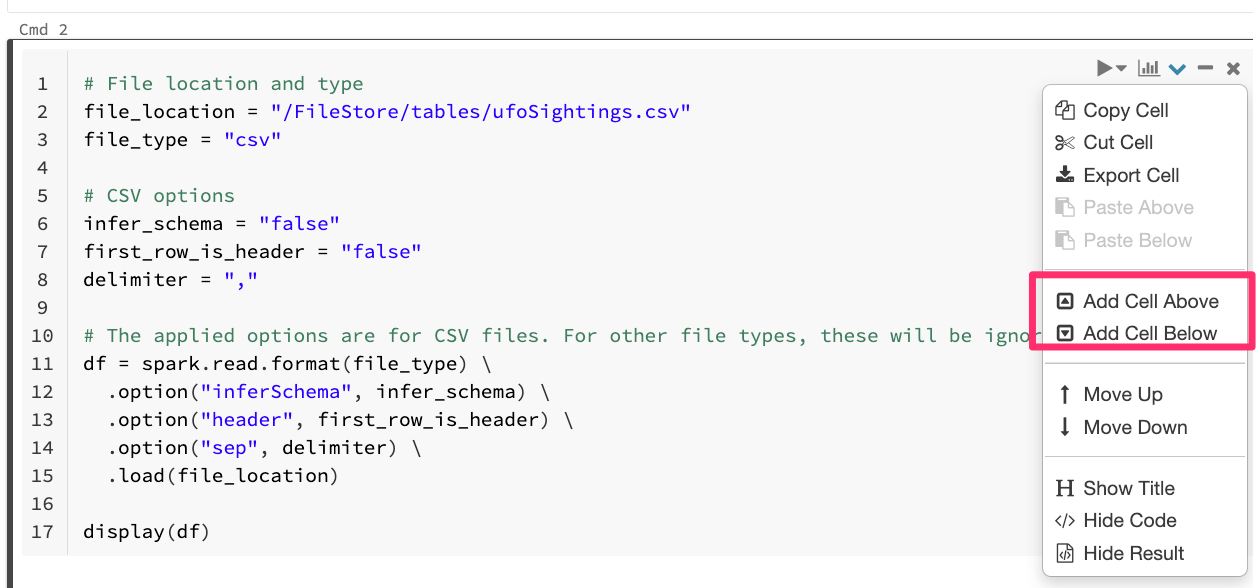 Cmd 2
1 # File location and type
2 file_location = "/FileStore/tables/ufoSightings.csv"
3 file_type = "csv"
4
5 # CSV options
6 infer_schema = "false"
7 first_row_is_header = "false"
8 delimiter = ","
9
10 # The applied options are for CSV files. For other file types, these will be ignor
11 df = spark.read.format(file_type) \
12   .option("inferSchema", infer_schema) \
13   .option("header", first_row_is_header) \
14   .option("sep", delimiter) \
15   .load(file_location)
16
17 display(df)
Copy Cell
Cut Cell
Export Cell
Paste Above
Paste Below
Add Cell Above
Add Cell Below
Move Up
Move Down
Show Title
Hide Code
Hide Result